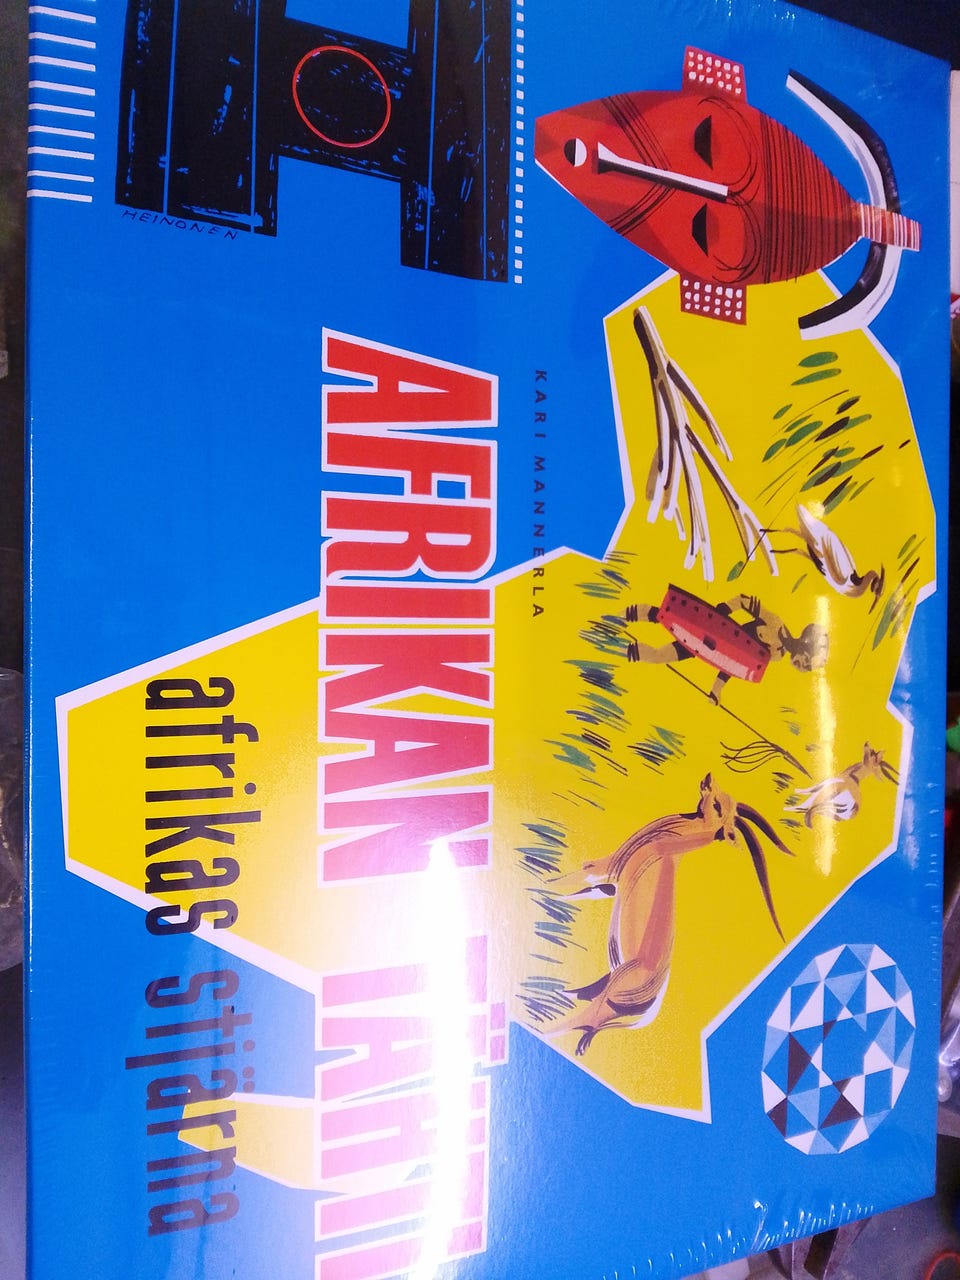 KARI MANNERLA
AFRIKAN TÄHTI
afrikas stjärna
HEINONEN